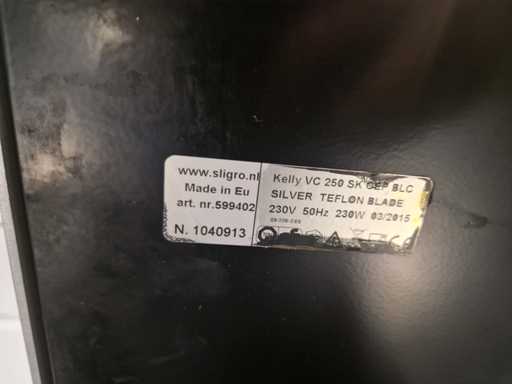 www.sligro.nl
Made in Eu
art. nr.599402
N. 1040913
Kelly VC 250 SK CEP BLC
SILVER TEFLON BLADE
230V 50Hz 230W 03/2015